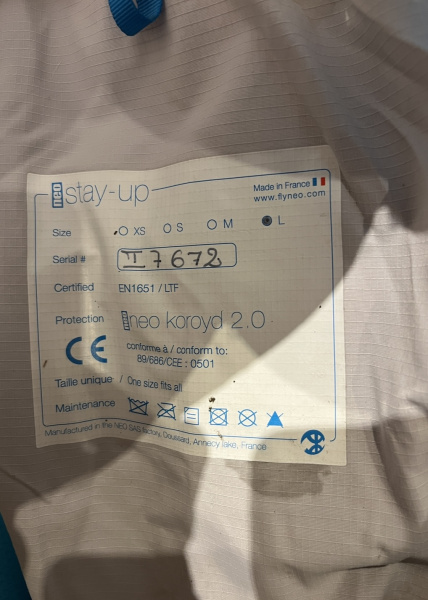 neo stay-up
Made in France
www.flyneo.com
Size XS S M L
Serial # II7672
Certified EN1651 / LTF
Protection neo koroyd 2.0
CE conforme à / conform to:
89/686/CEE : 0501
Taille unique / One size fits all
Maintenance
Manufactured in the NEO SAS factory, Doussard, Annecy lake, France